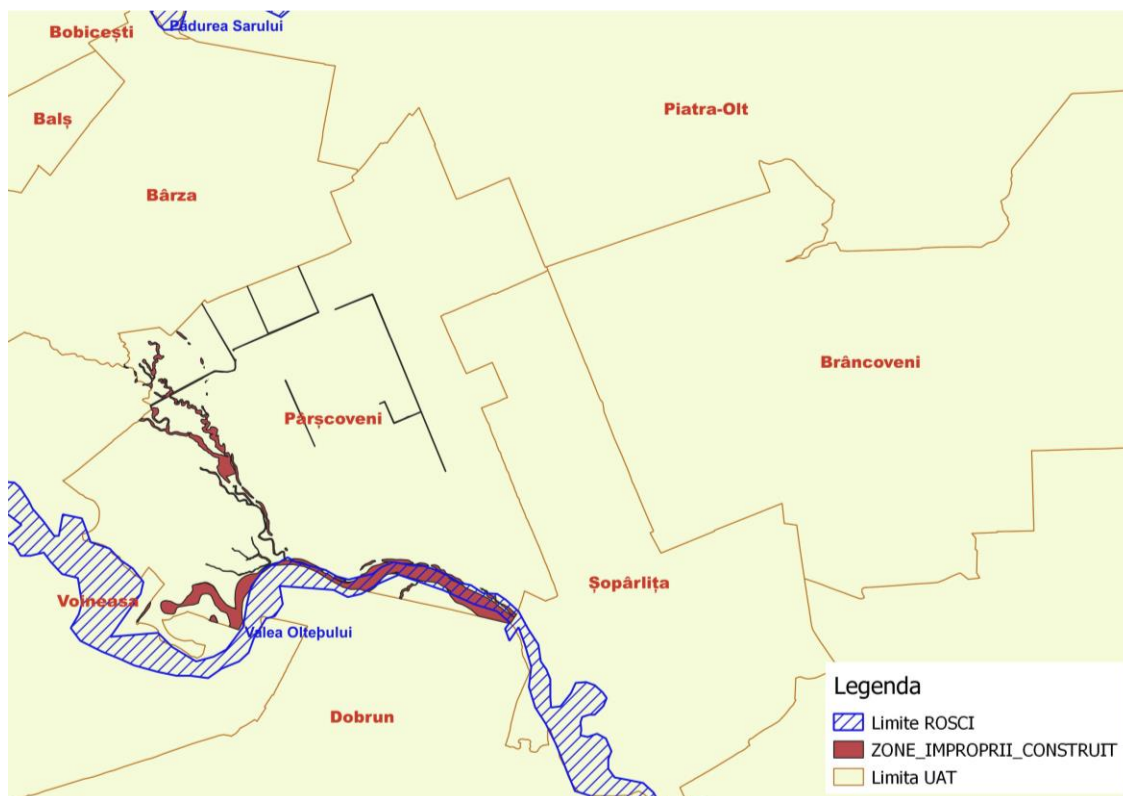 Bobicești
Pădurea Sarului
Balș
Piatra-Olt
Bârza
Brâncoveni
Pârșcoveni
Șopârlița
Voineasa
Valea Olteþului
Dobrun
Legenda
Limite ROSCI
ZONE_IMPROPRII_CONSTRUIT
Limita UAT